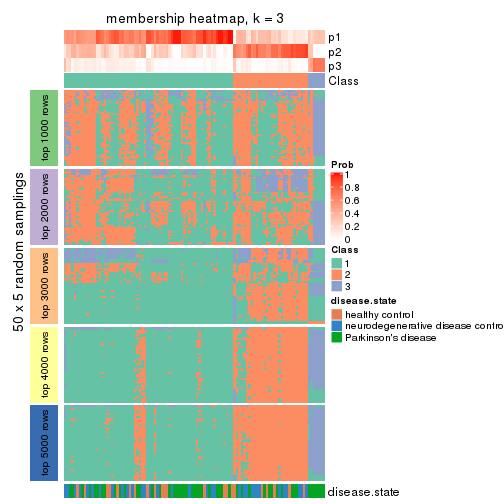 membership heatmap, k = 3
p1
p2
p3
Class
50 x 5 random samplings
top 1000 rows
top 2000 rows
top 3000 rows
top 4000 rows
top 5000 rows
Prob
1
0.8
0.6
0.4
0.2
0
Class
1
2
3
disease.state
healthy control
neurodegenerative disease contro
Parkinson's disease
disease.state